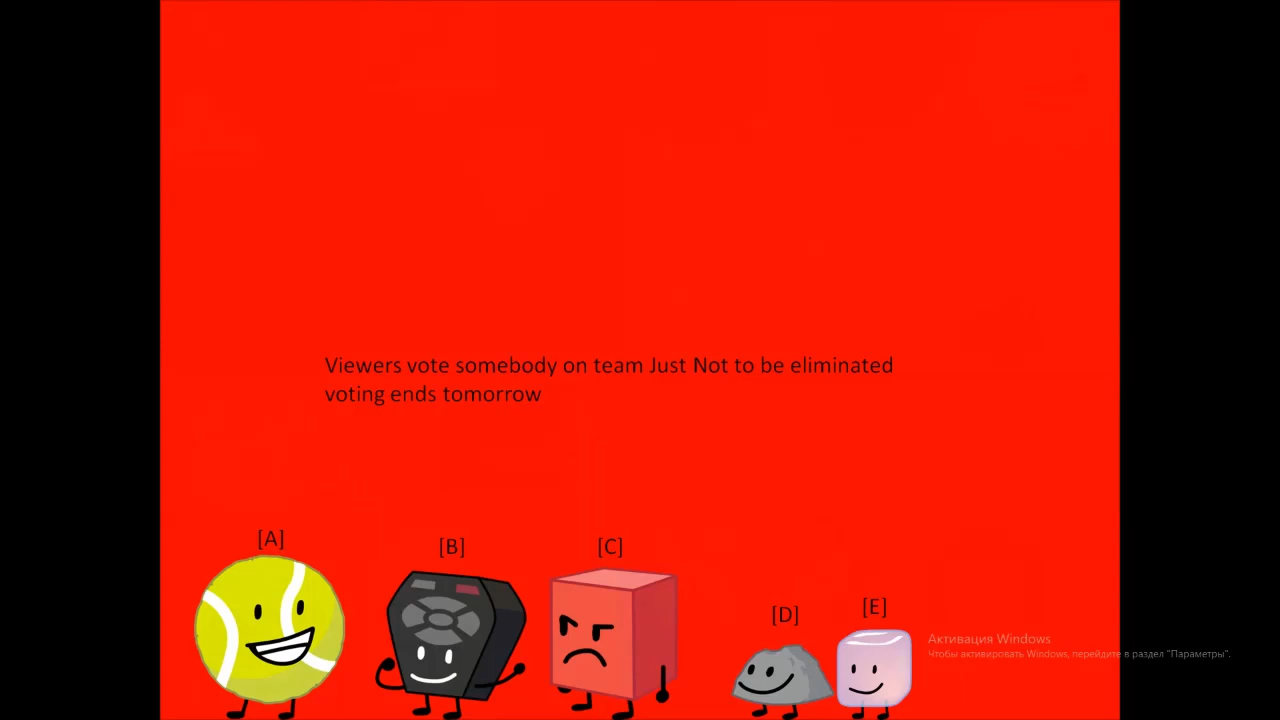 Viewers vote somebody on team Just Not to be eliminated
voting ends tomorrow
[A]
[B]
[C]
[D]
[E]
Активация Windows
Чтобы активировать Windows, перейдите в раздел "Параметры".